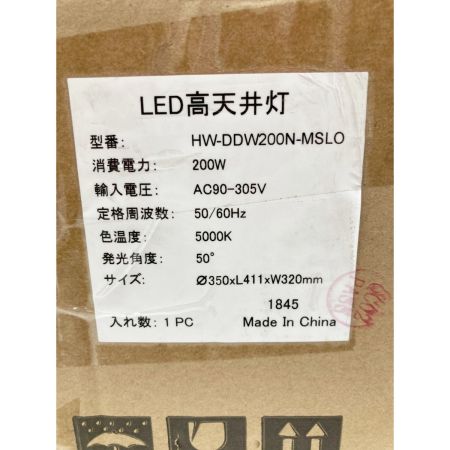 LED高天井灯
型番: HW-DDW200N-MSLO
消費電力: 200W
輸入電圧: AC90-305V
定格周波数: 50/60Hz
色温度: 5000K
発光角度: 50°
サイズ: Ø350xL411xW320mm
1845
入れ数: 1 PC Made In China